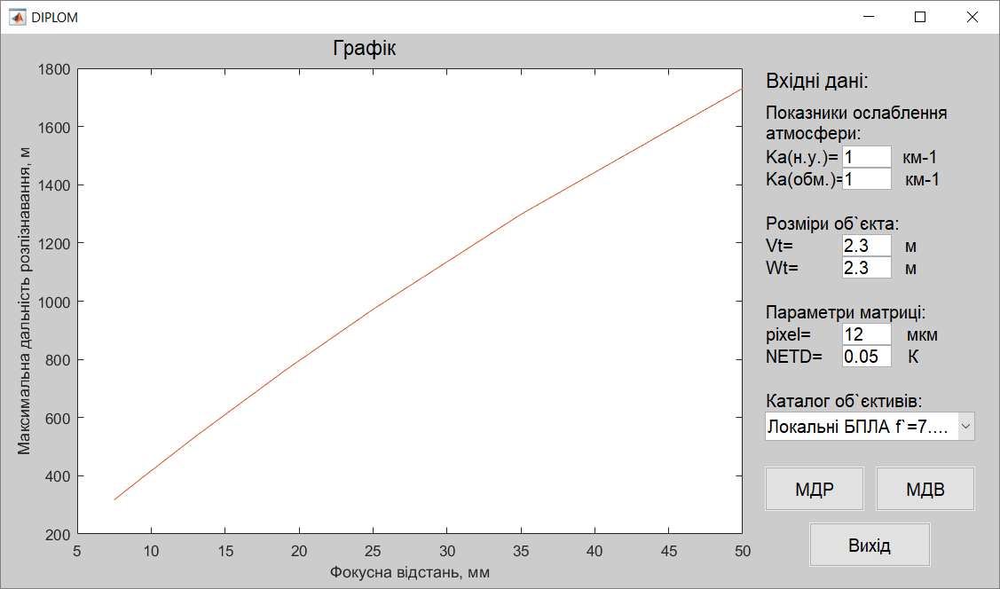 DIPLOM
Графік
1800
1600
1400
1200
1000
800
600
400
200
5 10 15 20 25 30 35 40 45 50
Максимальна дальність розпізнавання, м
Фокусна відстань, мм
Вхідні дані:
Показники ослаблення
атмосфери:
Ka(н.у.)= 1 км-1
Ka(обм.)= 1 км-1
Розміри об`єкта:
Vt= 2.3 м
Wt= 2.3 м
Параметри матриці:
pixel= 12 мкм
NETD= 0.05 К
Каталог об`єктивів:
Локальні БПЛА f`=7....
МДР МДВ
Вихід